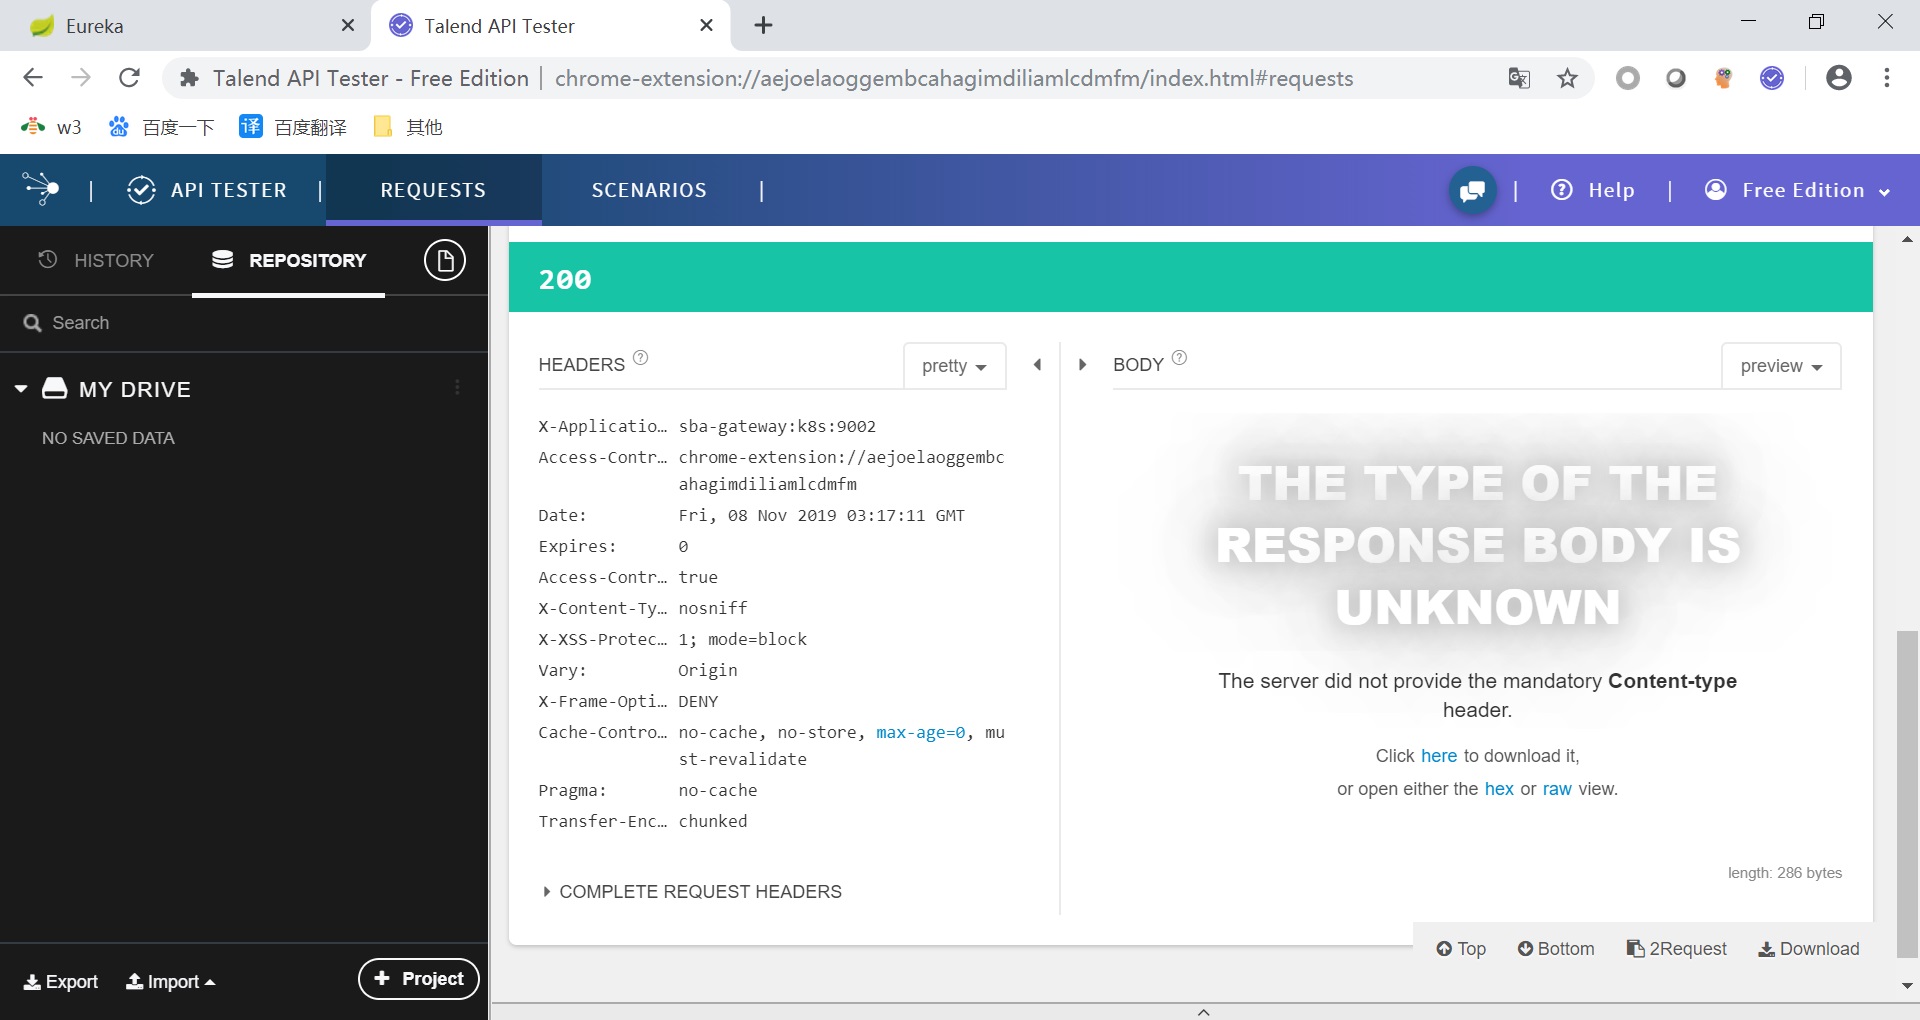 Eureka
Talend API Tester
Talend API Tester - Free Edition
chrome-extension://aejoelaoggembcahagimdiliamlcdmfm/index.html#requests
w3
百度一下
译 百度翻译
其他
API TESTER
REQUESTS
SCENARIOS
Help
Free Edition
HISTORY
REPOSITORY
Search
MY DRIVE
NO SAVED DATA
Export
Import
+ Project
200
HEADERS ?
pretty
X-Applicatio… sba-gateway:k8s:9002
Access-Contr… chrome-extension://aejoelaoggembc
ahagimdiliamlcdmfm
Date: Fri, 08 Nov 2019 03:17:11 GMT
Expires: 0
Access-Contr… true
X-Content-Ty… nosniff
X-XSS-Protec… 1; mode=block
Vary: Origin
X-Frame-Opti… DENY
Cache-Contro… no-cache, no-store, max-age=0, mu
st-revalidate
Pragma: no-cache
Transfer-Enc… chunked
COMPLETE REQUEST HEADERS
BODY ?
preview
THE TYPE OF THE
RESPONSE BODY IS
UNKNOWN
The server did not provide the mandatory Content-type
header.
Click here to download it,
or open either the hex or raw view.
length: 286 bytes
Top
Bottom
2Request
Download